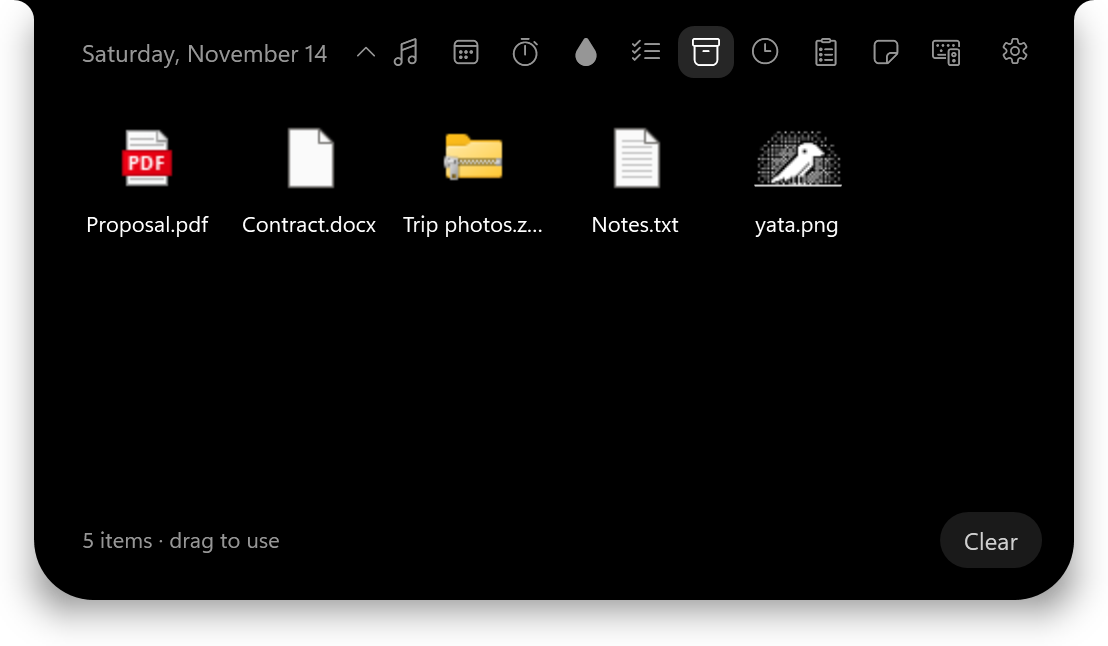 Saturday, November 14
PDF
Proposal.pdf
Contract.docx
Trip photos.z...
Notes.txt
yata.png
5 items · drag to use
Clear